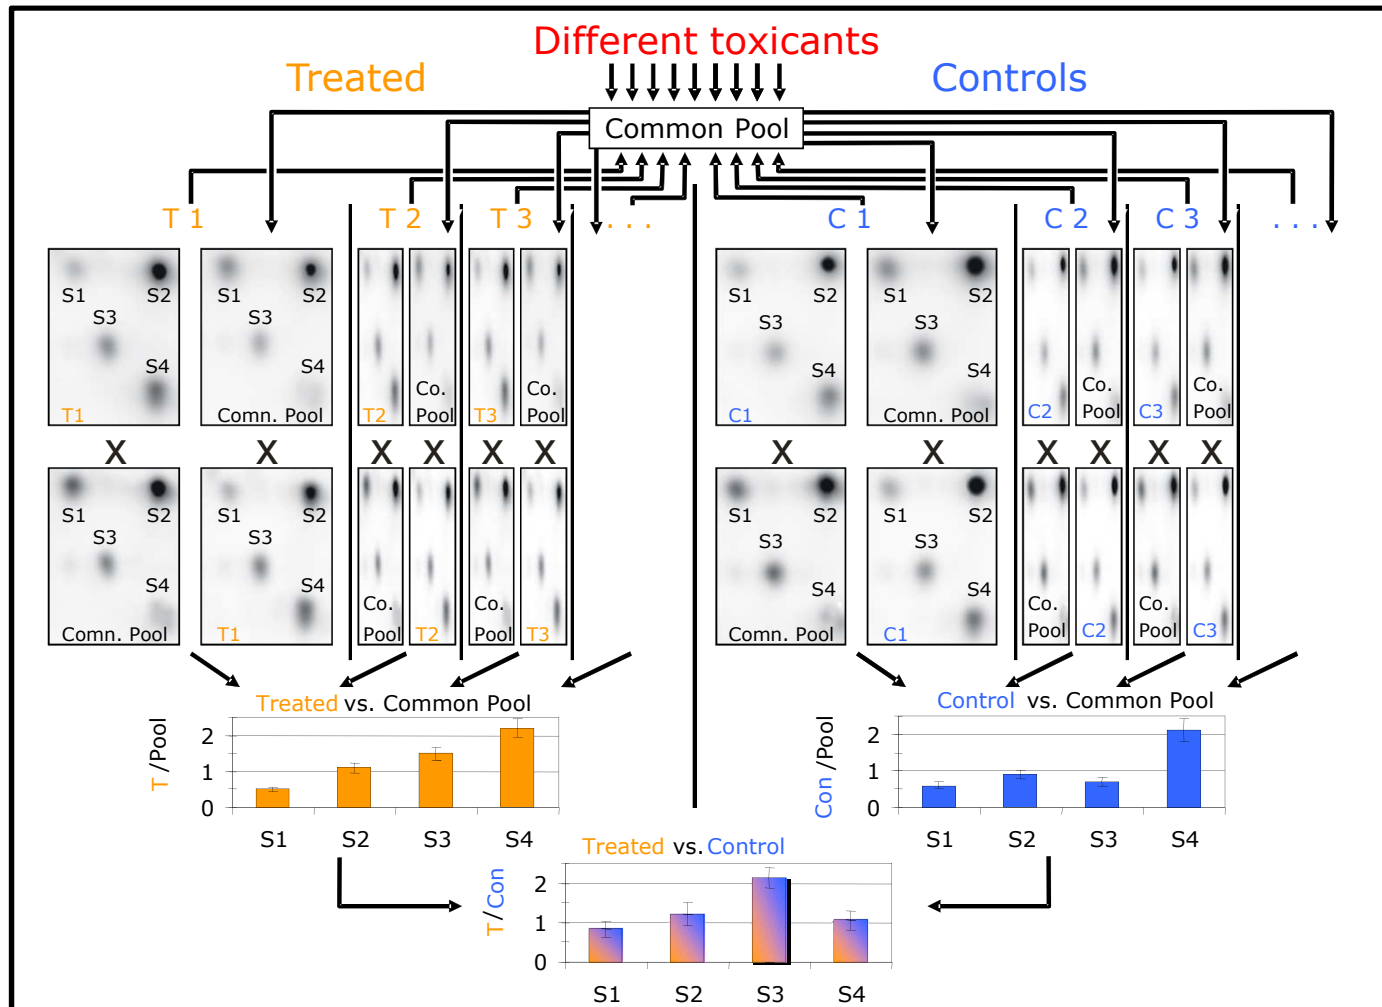 Different toxicants
Treated
Controls
Common Pool
T 1
T 2
T 3
. . .
C 1
C 2
C 3
. . .
S1
S2
S3
S4
T1
S1
S2
S3
S4
Comn. Pool
T2
Co.
Pool
T3
Co.
Pool
S1
S2
S3
S4
C1
S1
S2
S3
S4
Comn. Pool
C2
Co.
Pool
C3
Co.
Pool
X X X X X X X X X X X X
S1
S2
S3
S4
Comn. Pool
S1
S2
S3
S4
T1
Co.
Pool
T2
Co.
Pool
T3
S1
S2
S3
S4
Comn. Pool
S1
S2
S3
S4
C1
Co.
Pool
C2
Co.
Pool
C3
Treated vs. Common Pool
T /Pool
2
1
0
S1 S2 S3 S4
Control vs. Common Pool
Con /Pool
2
1
0
S1 S2 S3 S4
Treated vs. Control
T /Con
2
1
0
S1 S2 S3 S4